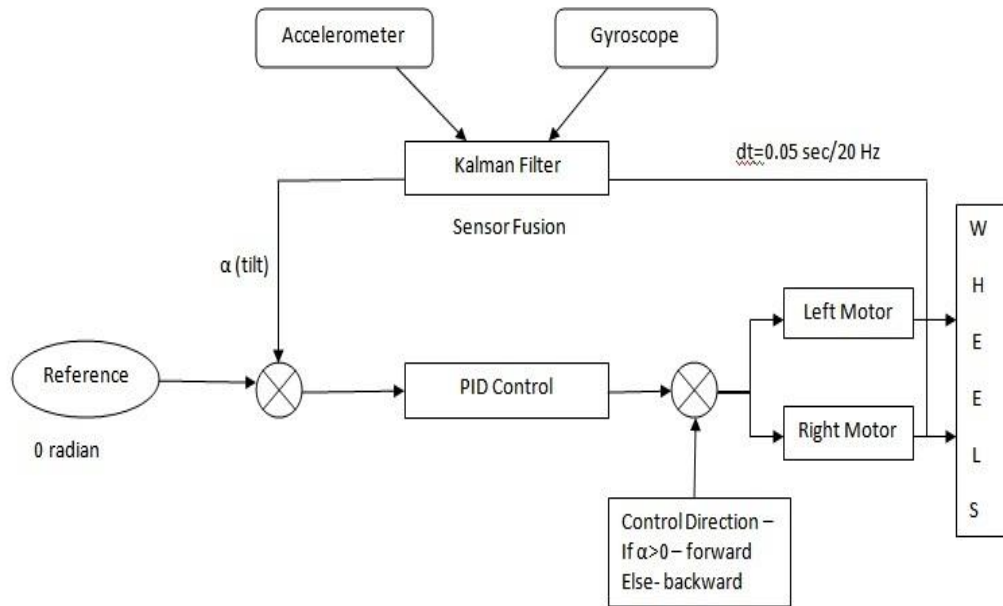 Accelerometer
Gyroscope
Kalman Filter
dt=0.05 sec/20 Hz
Sensor Fusion
α (tilt)
Reference
0 radian
PID Control
Left Motor
Right Motor
Control Direction –
If α>0 – forward
Else- backward
W
H
E
E
L
S